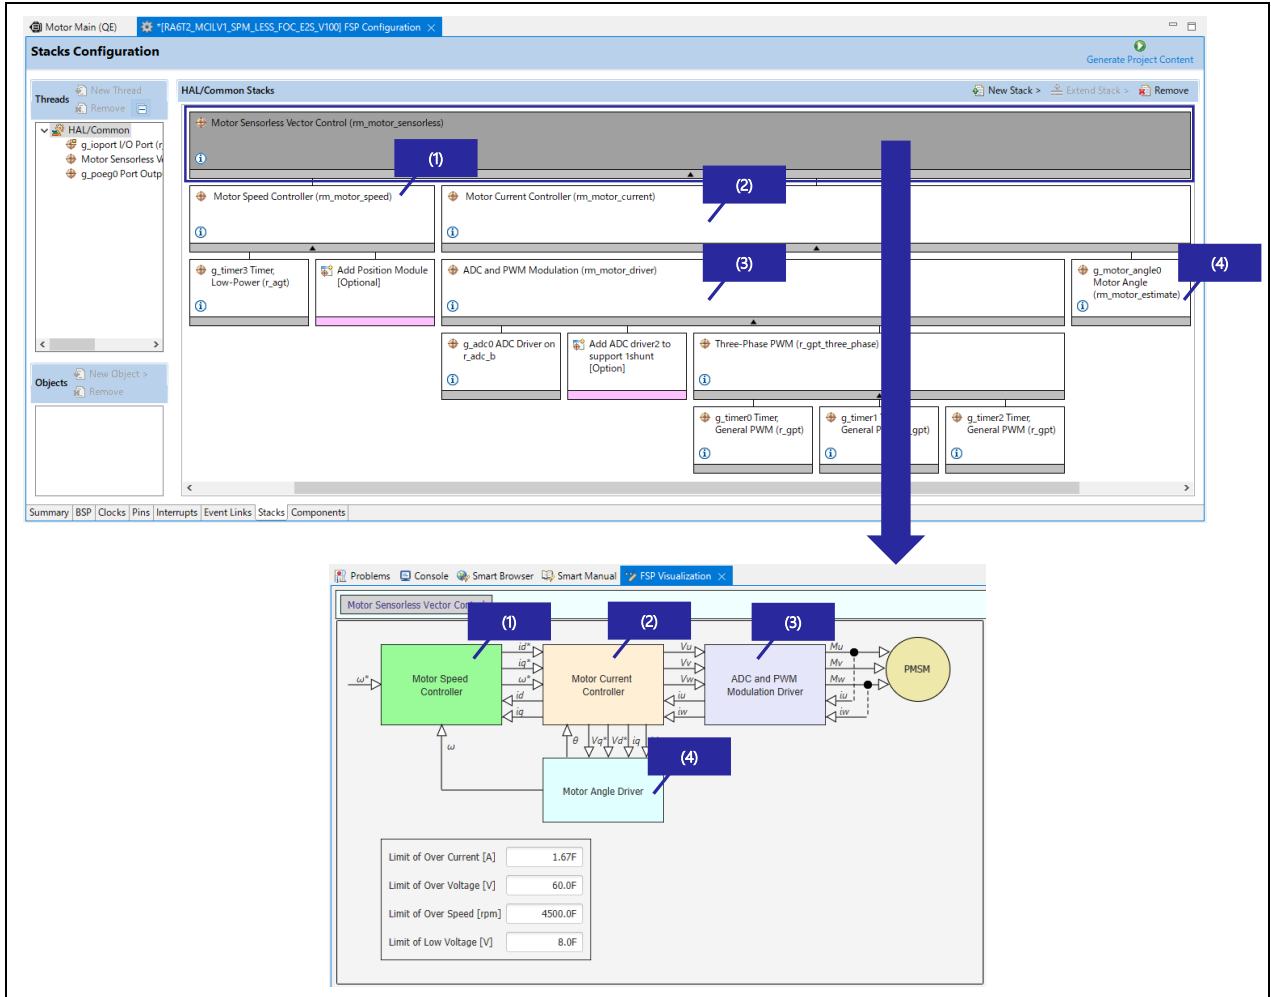 Motor Main (QE)
*[RA6T2_MCILV1_SPM_LESS_FOC_E2S_V100] FSP Configuration
Stacks Configuration
Generate Project Content
Threads
New Thread
Remove
HAL/Common
g_ioport I/O Port (r_
Motor Sensorless
g_poeg0 Port Outp
Objects
New Object >
Remove
HAL/Common Stacks
New Stack >
Extend Stack >
Remove
Motor Sensorless Vector Control (rm_motor_sensorless)
(1)
(2)
Motor Speed Controller (rm_motor_speed)
Motor Current Controller (rm_motor_current)
(3)
(4)
g_timer3 Timer,
Low-Power (r_agt)
Add Position Module
[Optional]
ADC and PWM Modulation (rm_motor_driver)
g_motor_angle0
Motor Angle
(rm_motor_estimate)
g_adc0 ADC Driver on
r_adc_b
Add ADC driver2 to
support 1shunt
[Option]
Three-Phase PWM (r_gpt_three_phase)
g_timer0 Timer,
General PWM (r_gpt)
g_timer1
General _gpt)
g_timer2 Timer,
General PWM (r_gpt)
Summary BSP Clocks Pins Interrupts Event Links Stacks Components
Problems Console Smart Browser Smart Manual FSP Visualization
Motor Sensorless Vector
(1)
(2)
(3)
ω*
Motor Speed
Controller
id*
iq*
ω*
id
iq
Motor Current
Controller
Vu
Vv
Vw
iu
iw
ADC and PWM
Modulation Driver
Mu
Mv
Mw
iu
iw
PMSM
ω
θ
Vq*
Vd*
iq
(4)
Motor Angle Driver
Limit of Over Current [A] 1.67F
Limit of Over Voltage [V] 60.0F
Limit of Over Speed [rpm] 4500.0F
Limit of Low Voltage [V] 8.0F